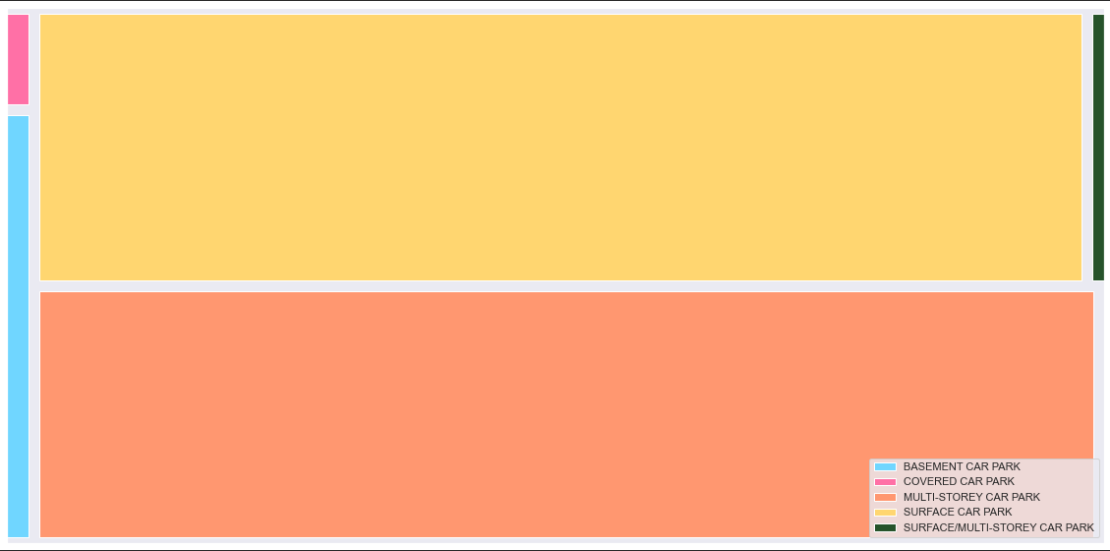 BASEMENT CAR PARK
COVERED CAR PARK
MULTI-STOREY CAR PARK
SURFACE CAR PARK
SURFACE/MULTI-STOREY CAR PARK